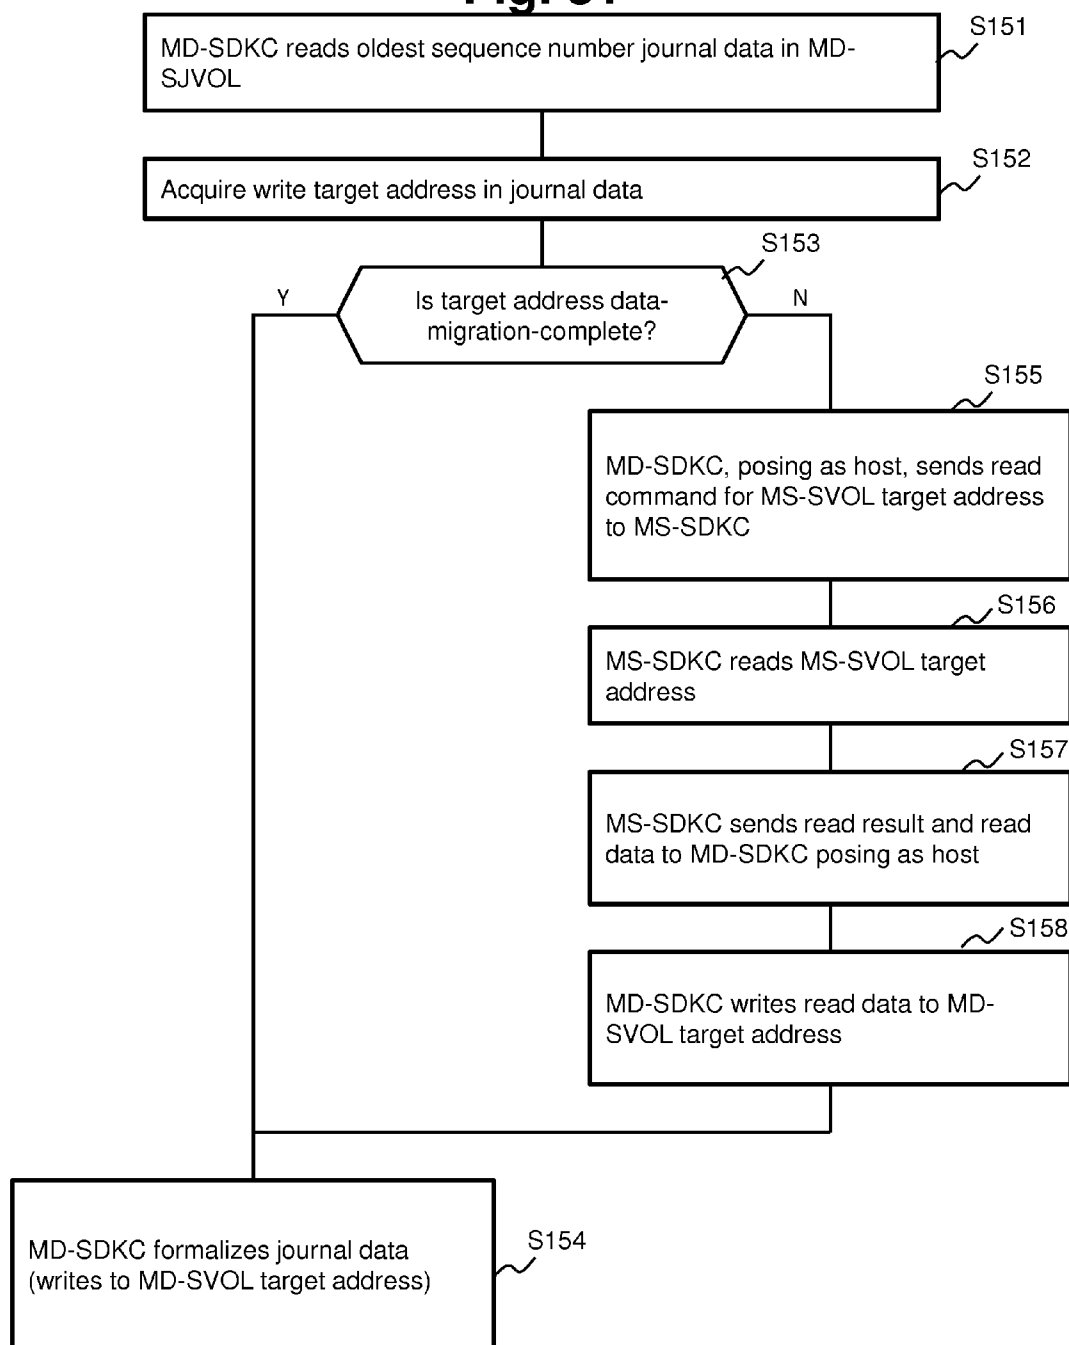 S151
MD-SDKC reads oldest sequence number journal data in MD-
SJVOL
S152
Acquire write target address in journal data
S153
Is target address data-
migration-complete?
Y
N
S155
MD-SDKC, posing as host, sends read
command for MS-SVOL target address
to MS-SDKC
S156
MS-SDKC reads MS-SVOL target
address
S157
MS-SDKC sends read result and read
data to MD-SDKC posing as host
S158
MD-SDKC writes read data to MD-
SVOL target address
S154
MD-SDKC formalizes journal data
(writes to MD-SVOL target address)